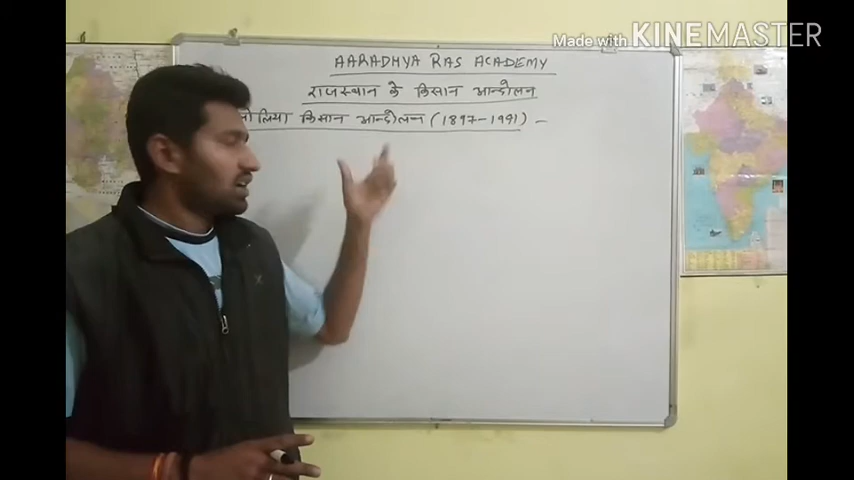 Made with KINEMASTER
AARADHYA RAS ACADEMY
राजस्थान के किसान आन्दोलन
किसान आन्दोलन (1897-1941) -